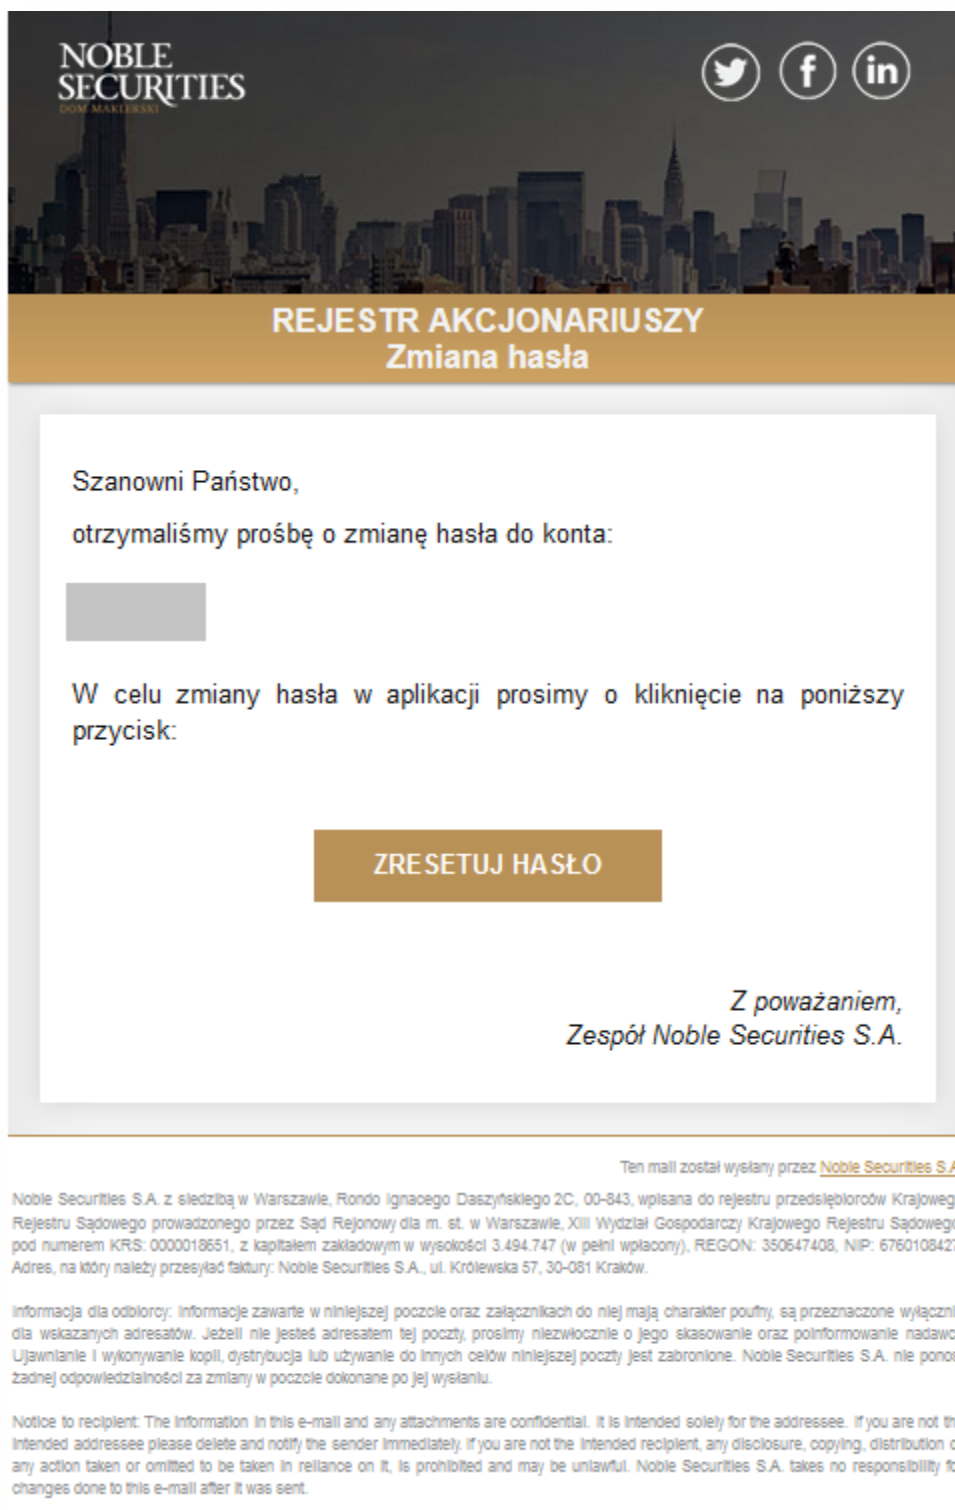 NOBLE
SECURITIES
DOM MAKLERSKI
REJESTR AKCJONARIUSZY
Zmiana hasła
Szanowni Państwo,
otrzymaliśmy prośbę o zmianę hasła do konta:
W celu zmiany hasła w aplikacji prosimy o kliknięcie na poniższy
przycisk:
ZRESETUJ HASŁO
Z poważaniem,
Zespół Noble Securities S.A.
Ten mail został wysłany przez Noble Securities S.A
Noble Securities S.A. z siedzibą w Warszawie, Rondo Ignacego Daszyńskiego 2C, 00-843, wpisana do rejestru przedsiębiorców Krajoweg
Rejestru Sądowego prowadzonego przez Sąd Rejonowy dla m. st. w Warszawie, XIII Wydział Gospodarczy Krajowego Rejestru Sądowego
pod numerem KRS: 0000018651, z kapitałem zakładowym w wysokości 3.494.747 (w pełni wpłacony), REGON: 350647408, NIP: 6760108427
Adres, na który należy przesyłać faktury: Noble Securities S.A., ul. Królewska 57, 30-081 Kraków.
Informacja dla odbiorcy: Informacje zawarte w niniejszej poczcie oraz załącznikach do niej mają charakter poufny, są przeznaczone wyłączni
dla wskazanych adresatów. Jeżeli nie jesteś adresatem tej poczty, prosimy niezwłocznie o jego skasowanie oraz poinformowanie nadawc
Ujawnianie i wykonywanie kopii, dystrybucja lub używanie do innych celów niniejszej poczty jest zabronione. Noble Securities S.A. nie ponos
żadnej odpowiedzialności za zmiany w poczcie dokonane po jej wysłaniu.
Notice to recipient: The information in this e-mail and any attachments are confidential. It is intended solely for the addressee. If you are not th
intended addressee please delete and notify the sender immediately. If you are not the intended recipient, any disclosure, copying, distribution o
any action taken or omitted to be taken in reliance on it, is prohibited and may be unlawful. Noble Securities S.A. takes no responsibility fo
changes done to this e-mail after it was sent.